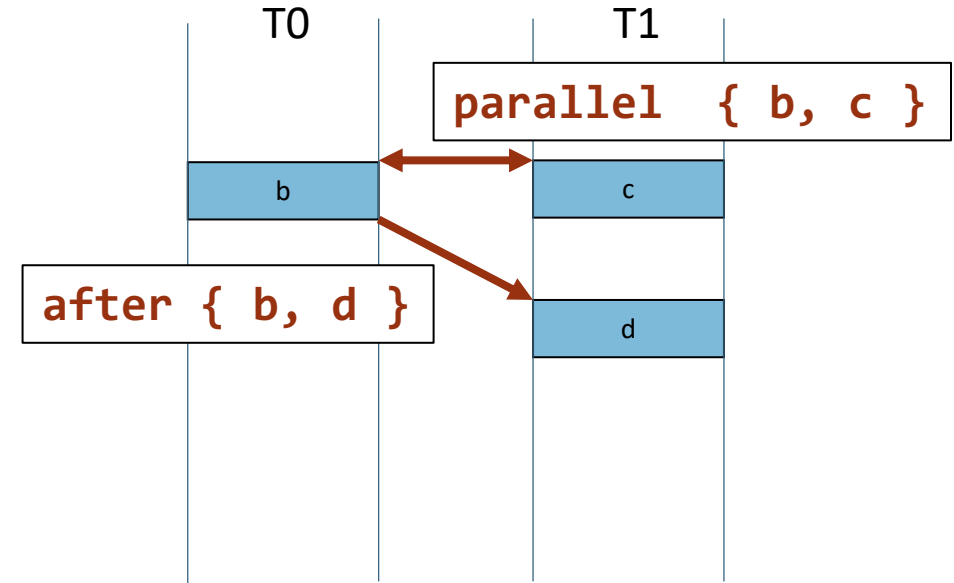 T0
T1
parallel { b, c }
b
c
after { b, d }
d